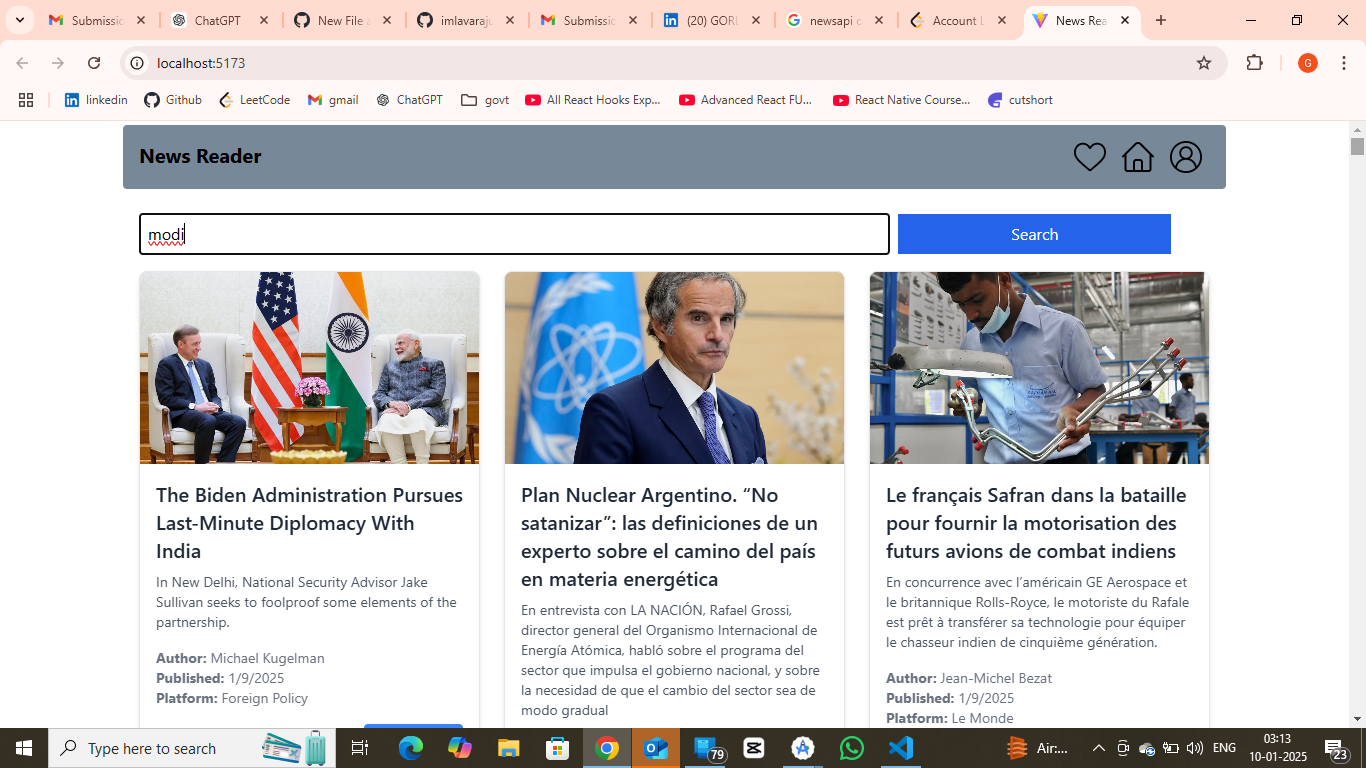 Submissic
ChatGPT
New File a
imlavaraju
Submissic
(20) GORL
newsapi c
Account L
News Rea
localhost:5173
G
linkedin
Github
LeetCode
gmail
ChatGPT
govt
All React Hooks Exp...
Advanced React FU...
React Native Course...
cutshort
News Reader
modi
Search
The Biden Administration Pursues
Last-Minute Diplomacy With
India
In New Delhi, National Security Advisor Jake
Sullivan seeks to foolproof some elements of the
partnership.
Author: Michael Kugelman
Published: 1/9/2025
Platform: Foreign Policy
Plan Nuclear Argentino. “No
satanizar”: las definiciones de un
experto sobre el camino del país
en materia energética
En entrevista con LA NACIÓN, Rafael Grossi,
director general del Organismo Internacional de
Energía Atómica, habló sobre el programa del
sector que impulsa el gobierno nacional, y sobre
la necesidad de que el cambio del sector sea de
modo gradual
Le français Safran dans la bataille
pour fournir la motorisation des
futurs avions de combat indiens
En concurrence avec l’américain GE Aerospace et
le britannique Rolls-Royce, le motoriste du Rafale
est prêt à transférer sa technologie pour équiper
le chasseur indien de cinquième génération.
Author: Jean-Michel Bezat
Published: 1/9/2025
Platform: Le Monde
Type here to search
79
Air:...
ENG
03:13
10-01-2025
23